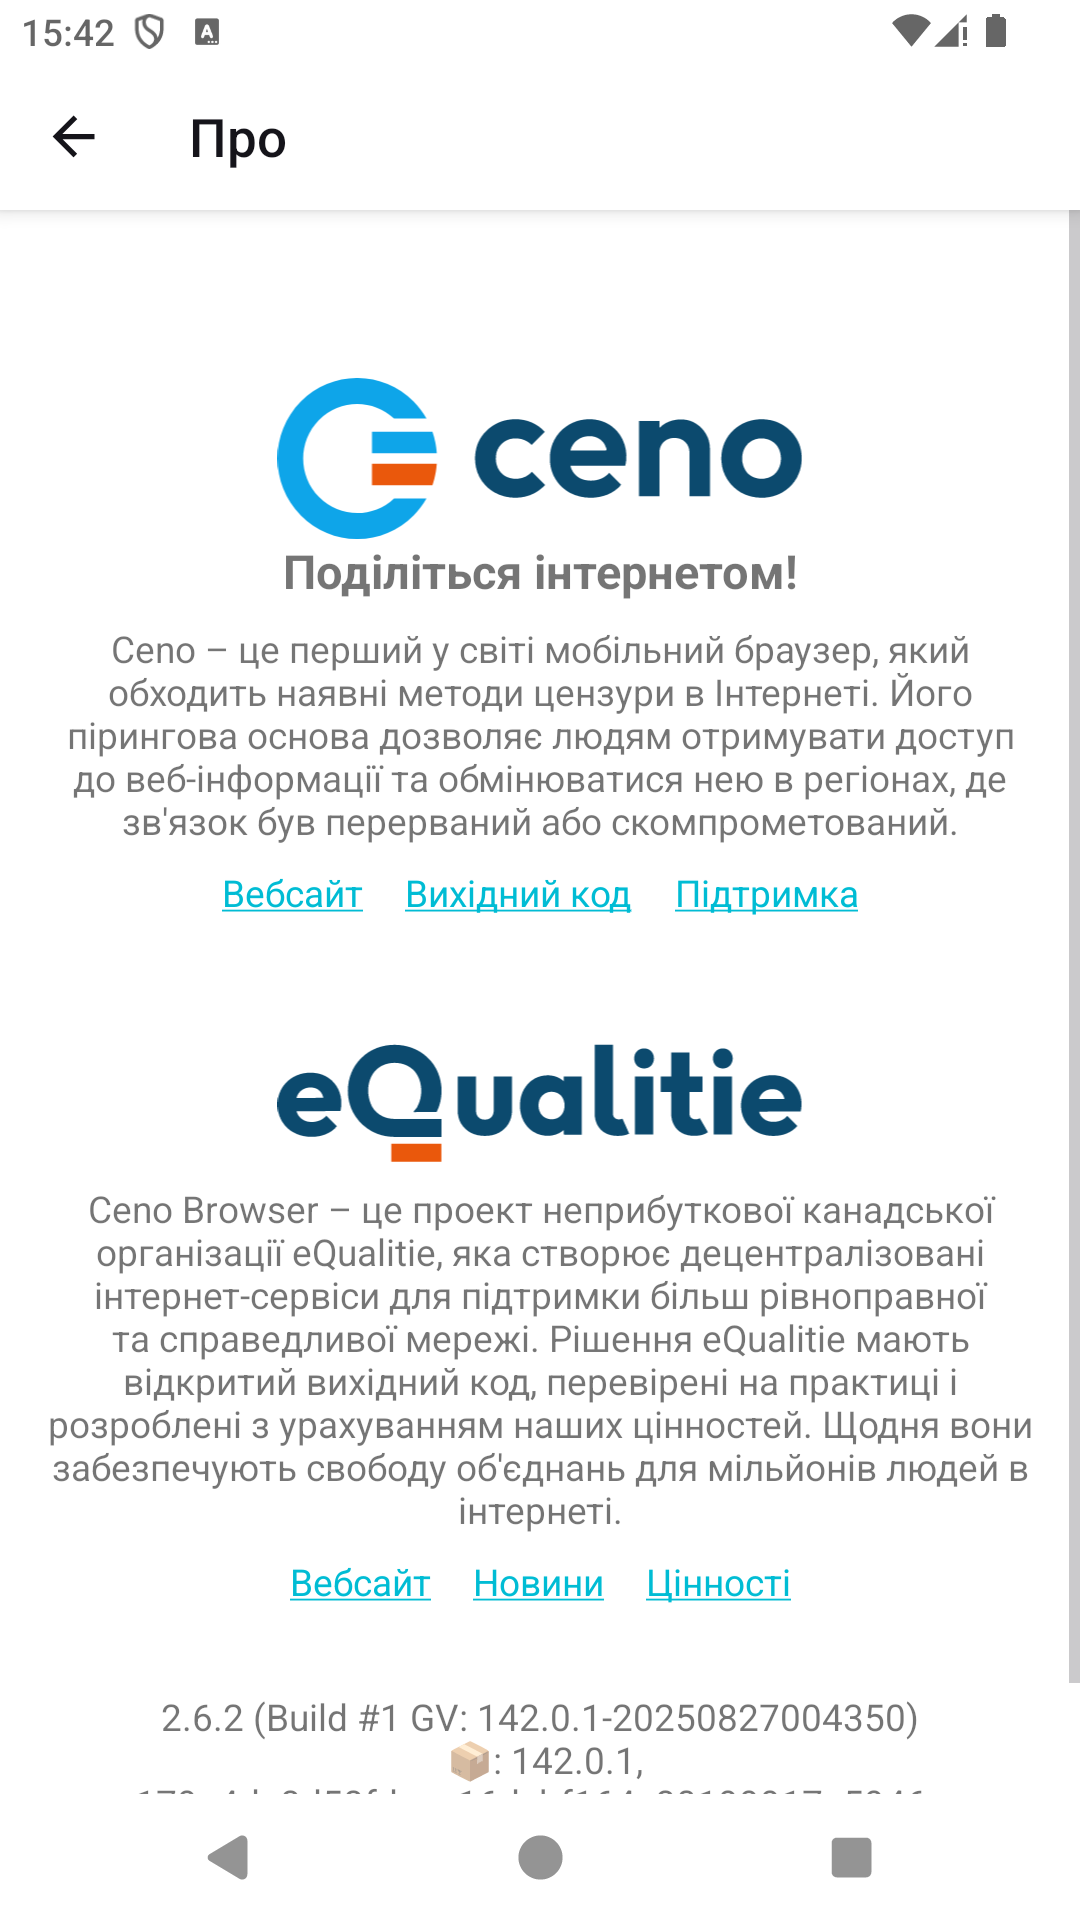 15:42
Про
ceno
Поділіться інтернетом!
Ceno – це перший у світі мобільний браузер, який
обходить наявні методи цензури в Інтернеті. Його
пірингова основа дозволяє людям отримувати доступ
до веб-інформації та обмінюватися нею в регіонах, де
зв'язок був перерваний або скомпрометований.
Вебсайт Вихідний код Підтримка
eQualitie
Ceno Browser – це проект неприбуткової канадської
організації eQualitie, яка створює децентралізовані
інтернет-сервіси для підтримки більш рівноправної
та справедливої мережі. Рішення eQualitie мають
відкритий вихідний код, перевірені на практиці і
розроблені з урахуванням наших цінностей. Щодня вони
забезпечують свободу об'єднань для мільйонів людей в
інтернеті.
Вебсайт Новини Цінності
2.6.2 (Build #1 GV: 142.0.1-20250827004350)
📦: 142.0.1,